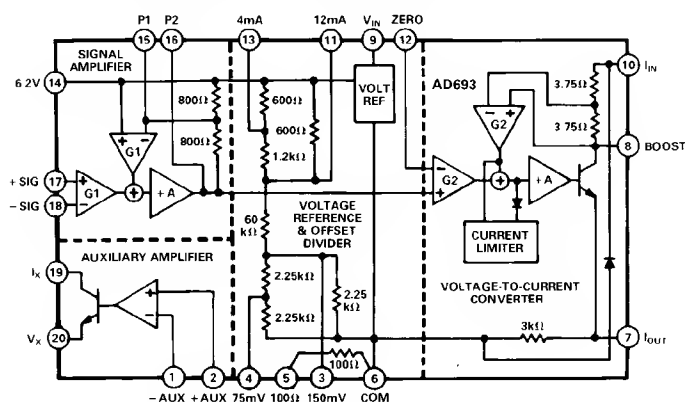 P1 P2 4mA 12mA VIN ZERO
15 16 13 11 9 12
SIGNAL
AMPLIFIER
6.2V 14
800Ω
800Ω
600Ω
600Ω
1.2kΩ
VOLT
REF
AD693
3.75Ω
3.75Ω
10 IIN
8 BOOST
G1
G2
+ SIG 17
− SIG 18
G1
+
+ A
G2
+
+ A
60
kΩ
VOLTAGE
REFERENCE
& OFFSET
DIVIDER
CURRENT
LIMITER
AUXILIARY AMPLIFIER
IX 19
VX 20
2.25kΩ
2.25kΩ
2.25
kΩ
VOLTAGE-TO-CURRENT
CONVERTER
3kΩ
7 IOUT
100Ω
1 2 4 5 3 6
− AUX + AUX 75mV 100Ω 150mV COM